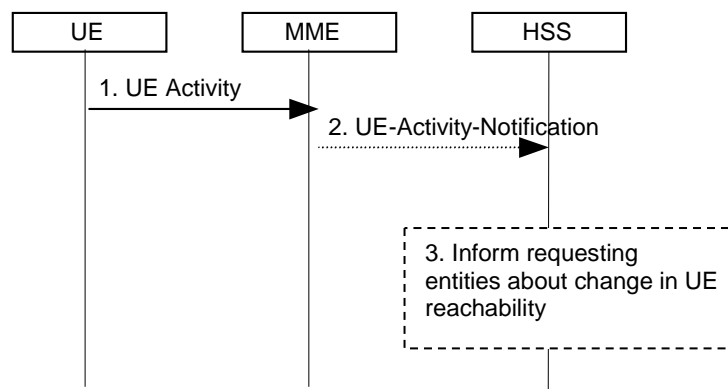 UE
MME
HSS
1. UE Activity
2. UE-Activity-Notification
3. Inform requesting
entities about change in UE
reachability